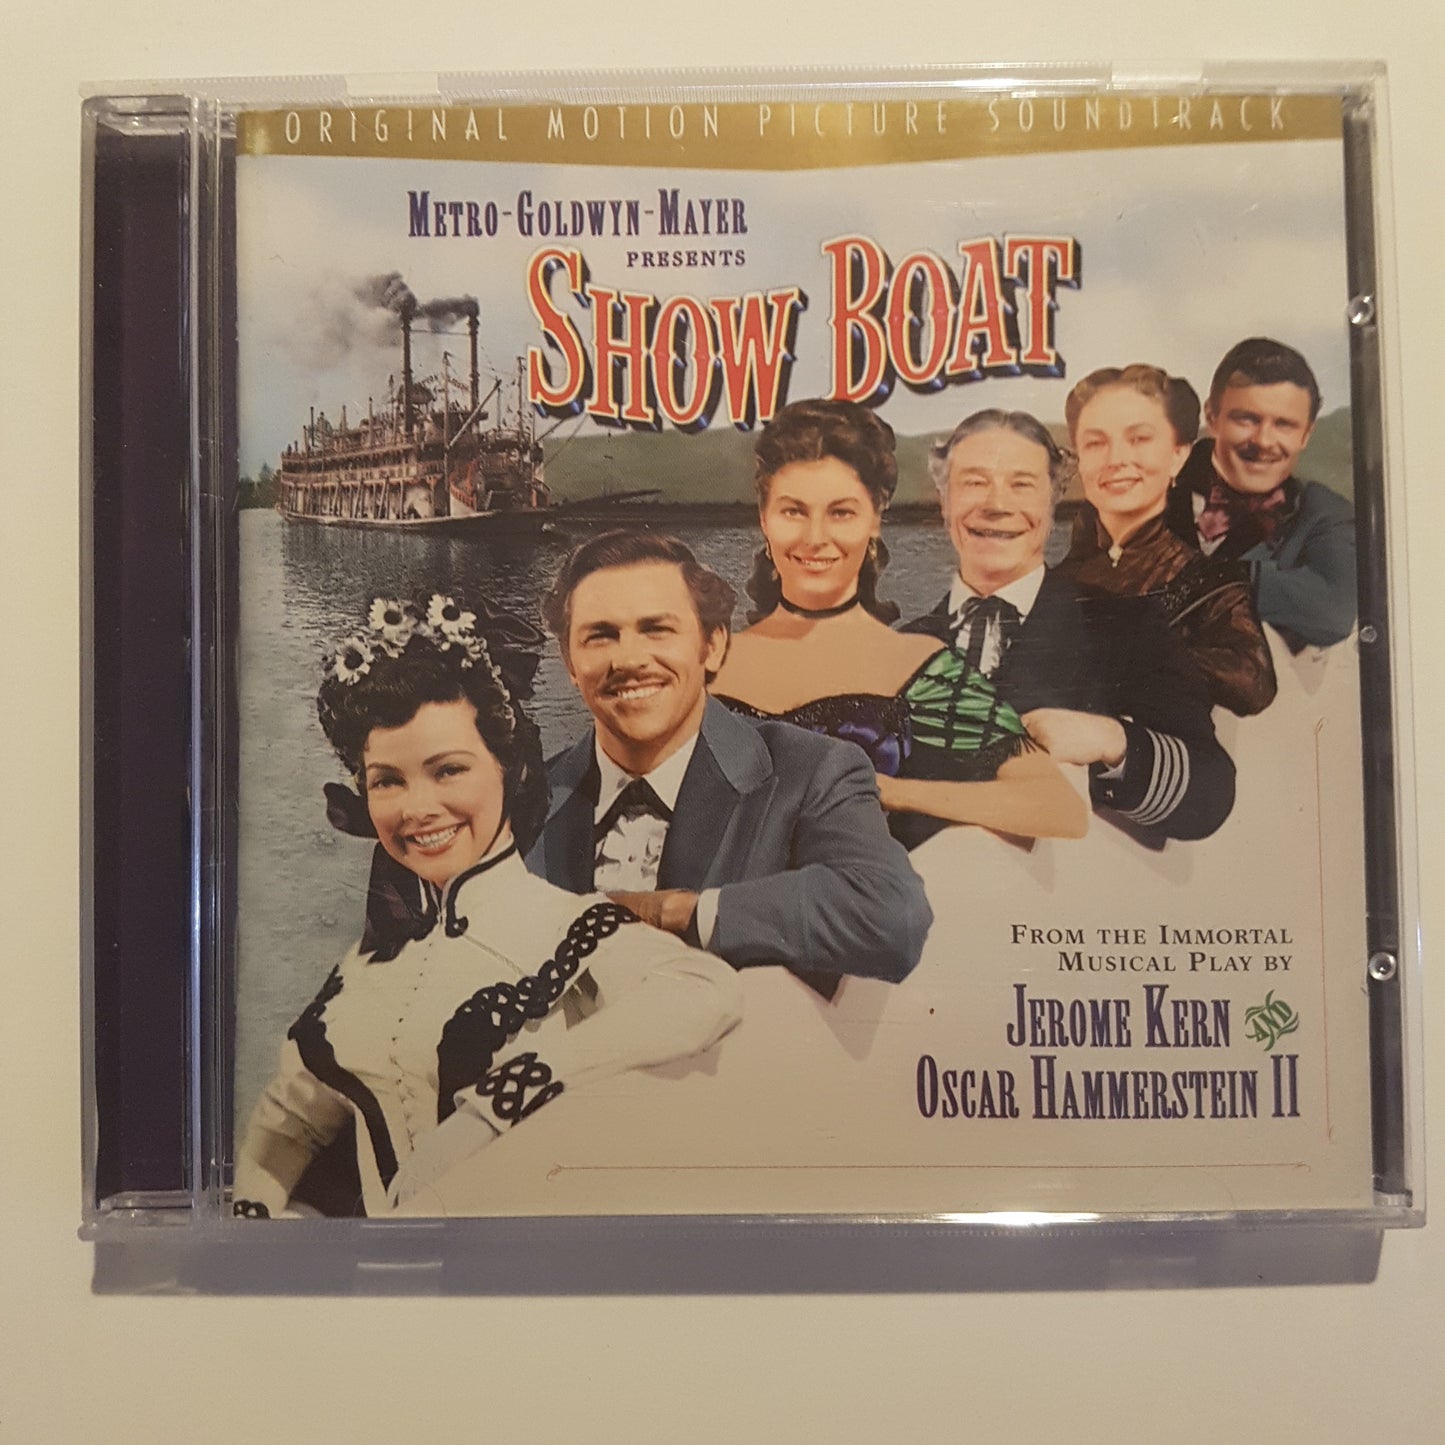 ORIGINAL MOTION PICTURE SOUNDTRACK
METRO-GOLDWYN-MAYER
PRESENTS
SHOW BOAT
FROM THE IMMORTAL
MUSICAL PLAY BY
JEROME KERN AND
OSCAR HAMMERSTEIN II